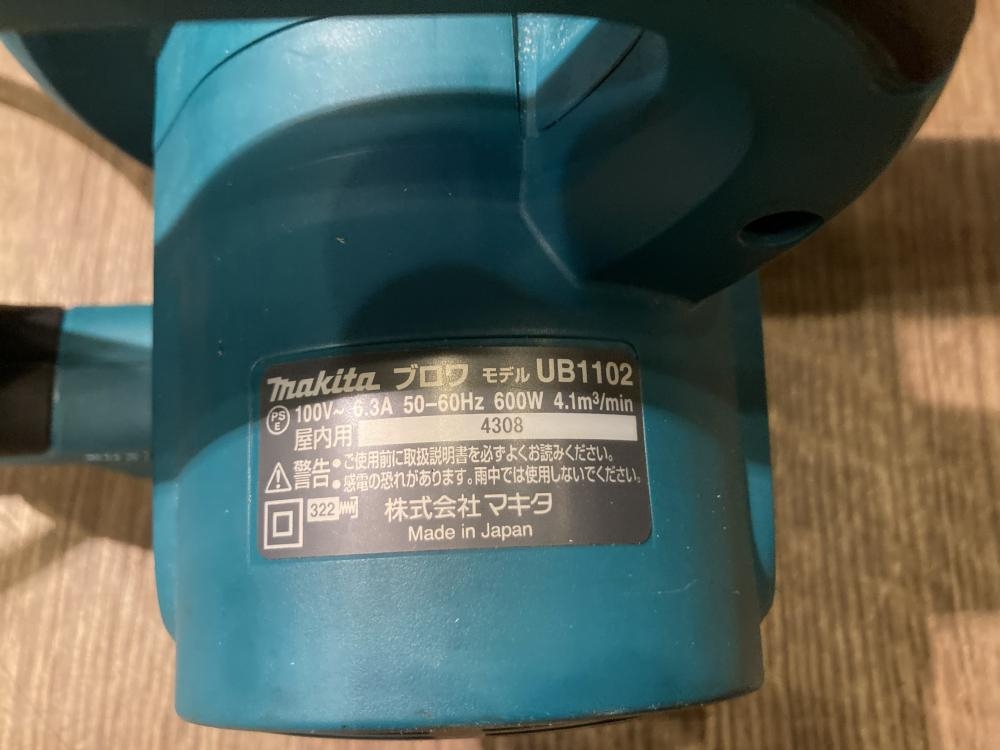 makita ブロワ モデル UB1102
PS E 100V~ 6.3A 50-60Hz 600W 4.1m³/min
屋内用 4308
警告 • ご使用前に取扱説明書を必ずよくお読みください。
• 感電の恐れがあります。雨中では使用しないでください。
322 株式会社 マキタ
Made in Japan